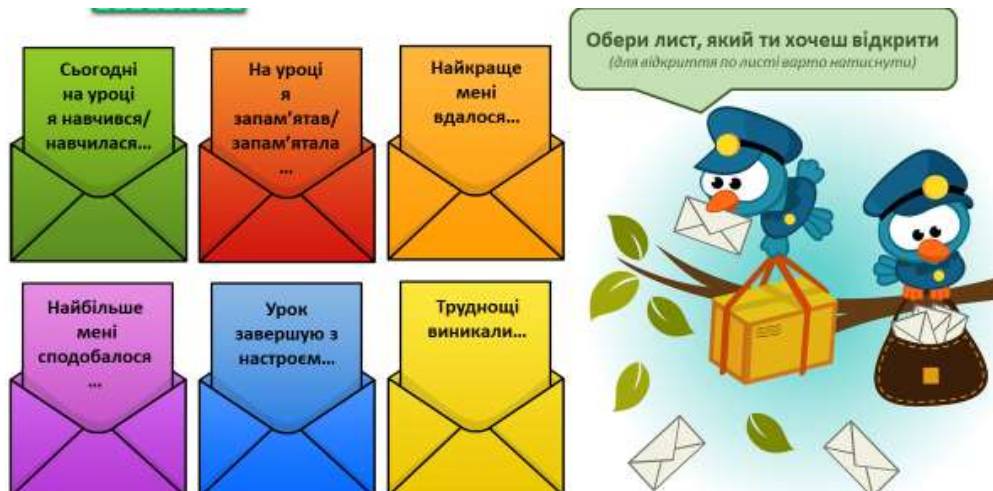 Сьогодні
на уроці
я навчився/
навчилася...
На уроці
я
запам'ятав/
запам'ятала
...
Найкраще
мені
вдалося...
Обери лист, який ти хочеш відкрити
(для відкриття по листі варто натиснути)
Найбільше
мені
сподобалося
...
Урок
завершую з
настроєм...
Труднощі
виникали...